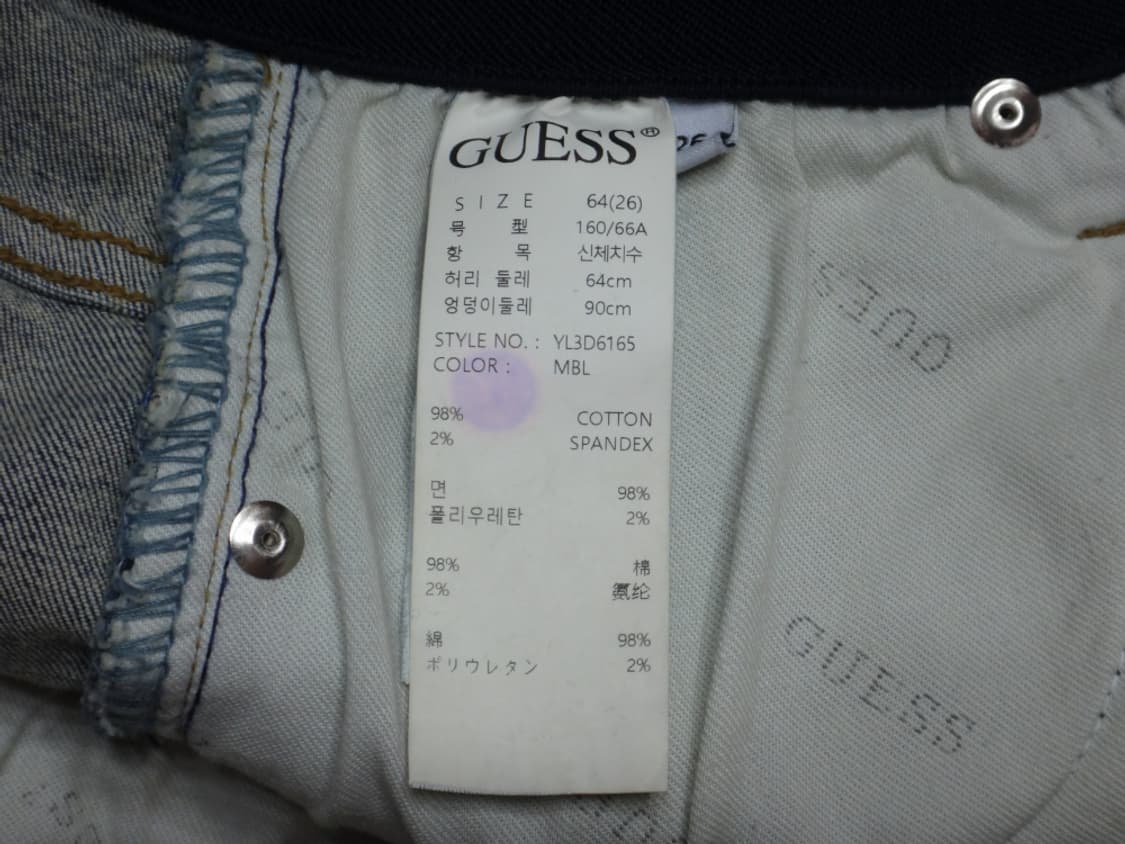 GUESS®
SIZE 64(26)
号 型 160/66A
항 목 신체치수
허리 둘레 64cm
엉덩이둘레 90cm
STYLE NO. : YL3D6165
COLOR : MBL
98% COTTON
2% SPANDEX
면 98%
폴리우레탄 2%
98% 棉
2% 氨纶
綿 98%
ポリウレタン 2%
GUESS
GUESS